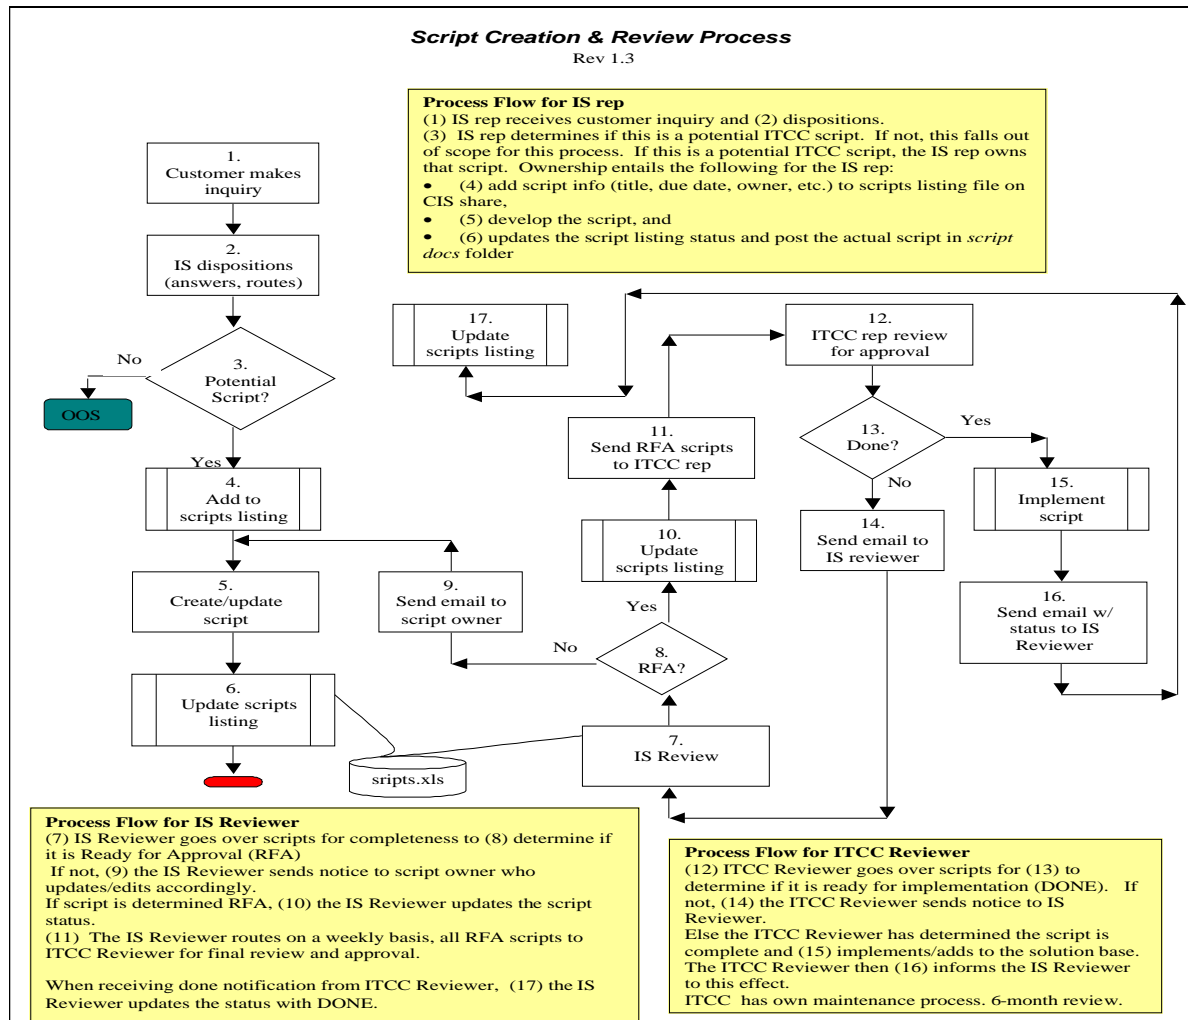 Script Creation & Review Process
Rev 1.3
Process Flow for IS rep
(1) IS rep receives customer inquiry and (2) dispositions.
(3)  IS rep determines if this is a potential ITCC script.  If not, this falls out
of scope for this process.  If this is a potential ITCC script, the IS rep owns
that script.  Ownership entails the following for the IS rep:
•   (4) add script info (title, due date, owner, etc.) to scripts listing file on
CIS share,
•   (5) develop the script, and
•   (6) updates the script listing status and post the actual script in script
docs folder
1.
Customer makes
inquiry
2.
IS dispositions
(answers, routes)
3.
Potential
Script?
No
OOS
Yes
4.
Add to
scripts listing
5.
Create/update
script
6.
Update scripts
listing
sripts.xls
7.
IS Review
8.
RFA?
No
9.
Send email to
script owner
Yes
10.
Update
scripts listing
11.
Send RFA scripts
to ITCC rep
12.
ITCC rep review
for approval
13.
Done?
No
14.
Send email to
IS reviewer
Yes
15.
Implement
script
16.
Send email w/
status to IS
Reviewer
17.
Update
scripts listing
Process Flow for IS Reviewer
(7) IS Reviewer goes over scripts for completeness to (8) determine if
it is Ready for Approval (RFA)
If not, (9) the IS Reviewer sends notice to script owner who
updates/edits accordingly.
If script is determined RFA, (10) the IS Reviewer updates the script
status.
(11)  The IS Reviewer routes on a weekly basis, all RFA scripts to
ITCC Reviewer for final review and approval.
When receiving done notification from ITCC Reviewer,  (17) the IS
Reviewer updates the status with DONE.
Process Flow for ITCC Reviewer
(12) ITCC Reviewer goes over scripts for (13) to
determine if it is ready for implementation (DONE).   If
not, (14) the ITCC Reviewer sends notice to IS
Reviewer.
Else the ITCC Reviewer has determined the script is
complete and (15) implements/adds to the solution base.
The ITCC Reviewer then (16) informs the IS Reviewer
to this effect.
ITCC  has own maintenance process. 6-month review.